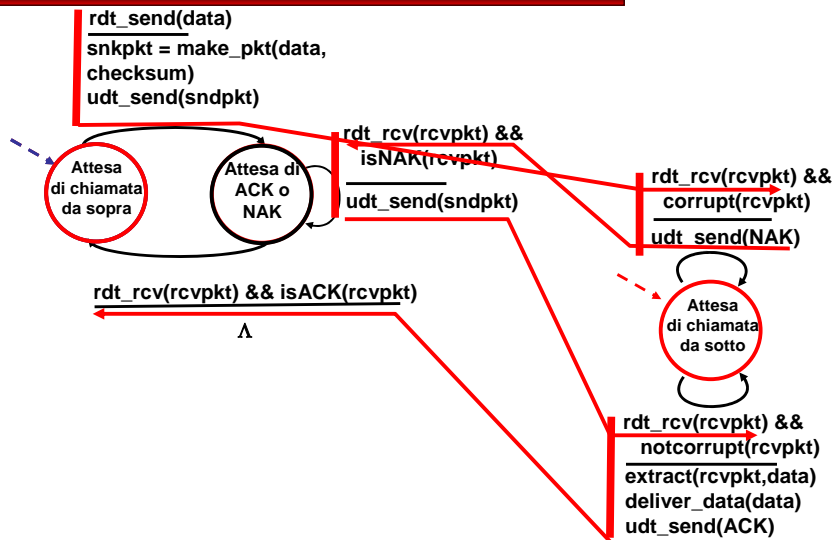 rdt_send(data)
snkpkt = make_pkt(data,
checksum)
udt_send(sndpkt)
Attesa
di chiamata
da sopra
Attesa di
ACK o
NAK
rdt_rcv(rcvpkt) &&
isNAK(rcvpkt)
udt_send(sndpkt)
rdt_rcv(rcvpkt) && isACK(rcvpkt)
Λ
rdt_rcv(rcvpkt) &&
corrupt(rcvpkt)
udt_send(NAK)
Attesa
di chiamata
da sotto
rdt_rcv(rcvpkt) &&
notcorrupt(rcvpkt)
extract(rcvpkt,data)
deliver_data(data)
udt_send(ACK)